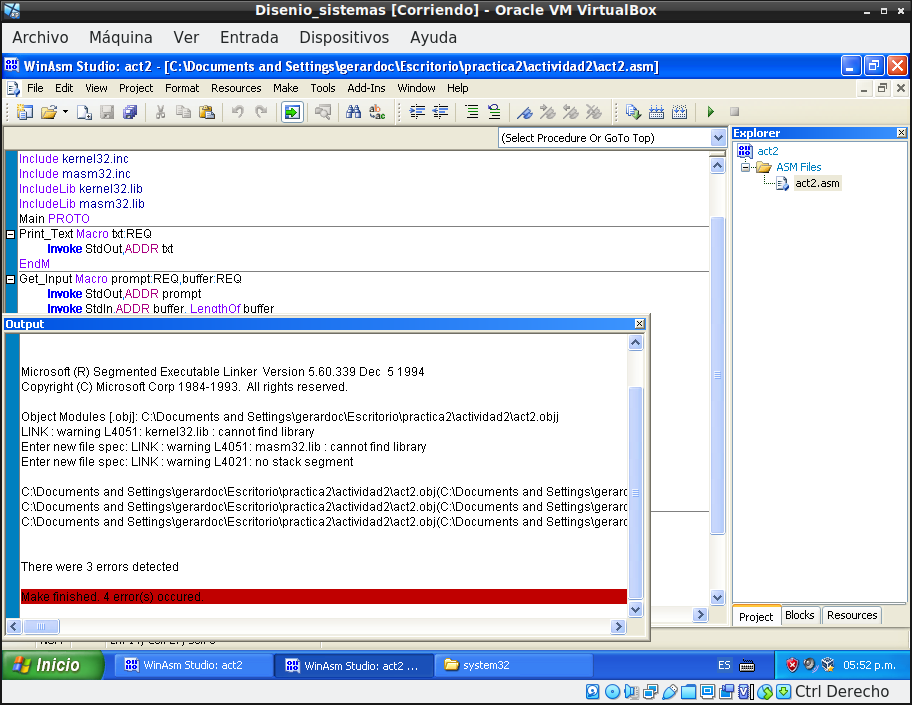 Disenio_sistemas [Corriendo] - Oracle VM VirtualBox
Archivo Máquina Ver Entrada Dispositivos Ayuda
WinAsm Studio: act2 - [C:\Documents and Settings\gerardoc\Escritorio\practica2\actividad2\act2.asm]
File Edit View Project Format Resources Make Tools Add-Ins Window Help
(Select Procedure Or GoTo Top)
Explorer
act2
ASM Files
act2.asm
Include kernel32.inc
Include masm32.inc
IncludeLib kernel32.lib
IncludeLib masm32.lib
Main PROTO
Print_Text Macro txt:REQ
Invoke StdOut,ADDR txt
EndM
Get_Input Macro prompt:REQ,buffer:REQ
Invoke StdOut,ADDR prompt
Invoke StdIn,ADDR buffer, LengthOf buffer
Output
Microsoft (R) Segmented Executable Linker Version 5.60.339 Dec 5 1994
Copyright (C) Microsoft Corp 1984-1993. All rights reserved.
Object Modules [.obj]: C:\Documents and Settings\gerardoc\Escritorio\practica2\actividad2\act2.objj
LINK : warning L4051: kernel32.lib : cannot find library
Enter new file spec: LINK : warning L4051: masm32.lib : cannot find library
Enter new file spec: LINK : warning L4021: no stack segment
C:\Documents and Settings\gerardoc\Escritorio\practica2\actividad2\act2.obj(C:\Documents and Settings\gerard
C:\Documents and Settings\gerardoc\Escritorio\practica2\actividad2\act2.obj(C:\Documents and Settings\gerard
C:\Documents and Settings\gerardoc\Escritorio\practica2\actividad2\act2.obj(C:\Documents and Settings\gerard
There were 3 errors detected
Make finished. 4 error(s) occured.
Project Blocks Resources
Inicio
WinAsm Studio: act2
WinAsm Studio: act2 ...
system32
ES
05:52 p.m.
Ctrl Derecho